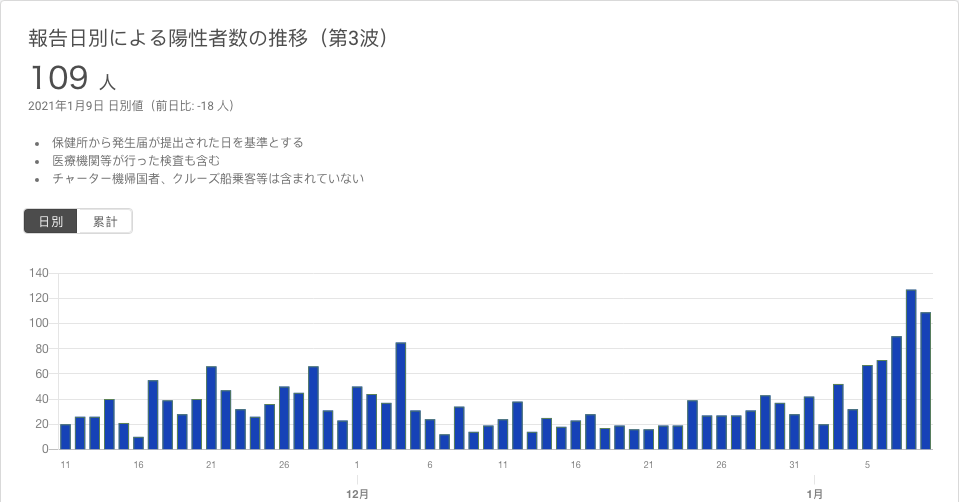 報告日別による陽性者数の推移（第3波）
109 人
2021年1月9日 日別値（前日比: -18 人）
• 保健所から発生届が提出された日を基準とする
• 医療機関等が行った検査も含む
• チャーター機帰国者、クルーズ船乗客等は含まれていない
日別 累計
140
120
100
80
60
40
20
0
11 16 21 26 1 6 11 16 21 26 31 5
12月 1月